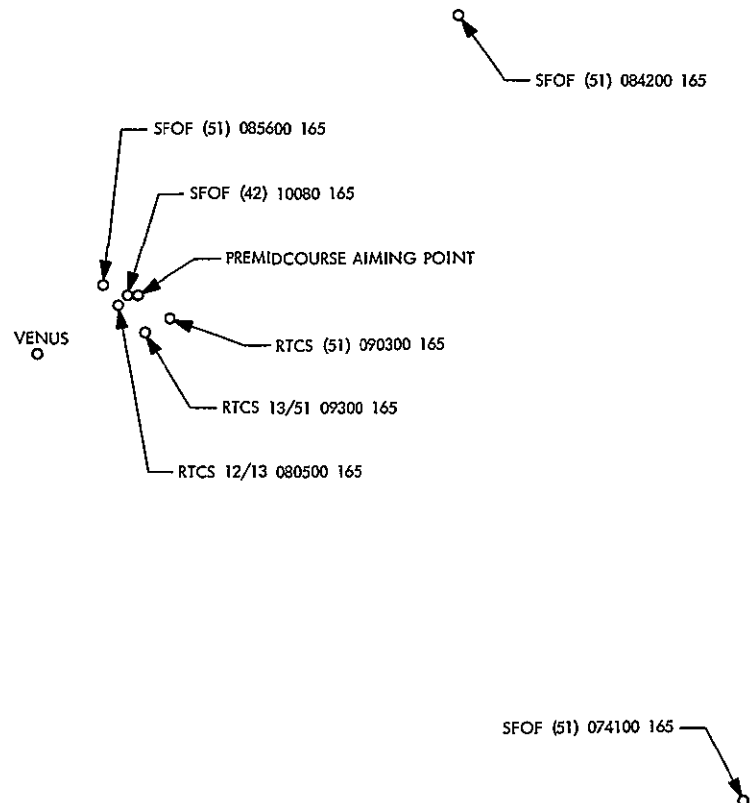 SFOF (51) 084200 165
SFOF (51) 085600 165
SFOF (42) 10080 165
PREMIDCOURSE AIMING POINT
VENUS
RTCS (51) 090300 165
RTCS 13/51 09300 165
RTCS 12/13 080500 165
SFOF (51) 074100 165